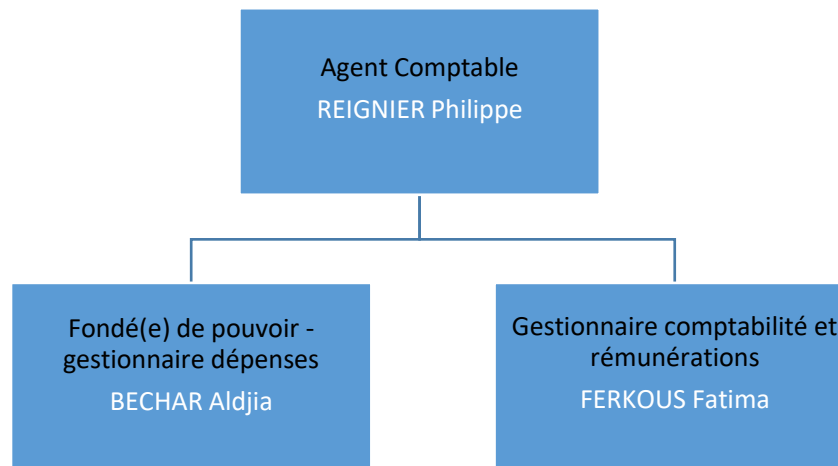 Agent Comptable
REIGNIER Philippe
Fondé(e) de pouvoir -
gestionnaire dépenses
BECHAR Aldjia
Gestionnaire comptabilité et
rémunérations
FERKOUS Fatima